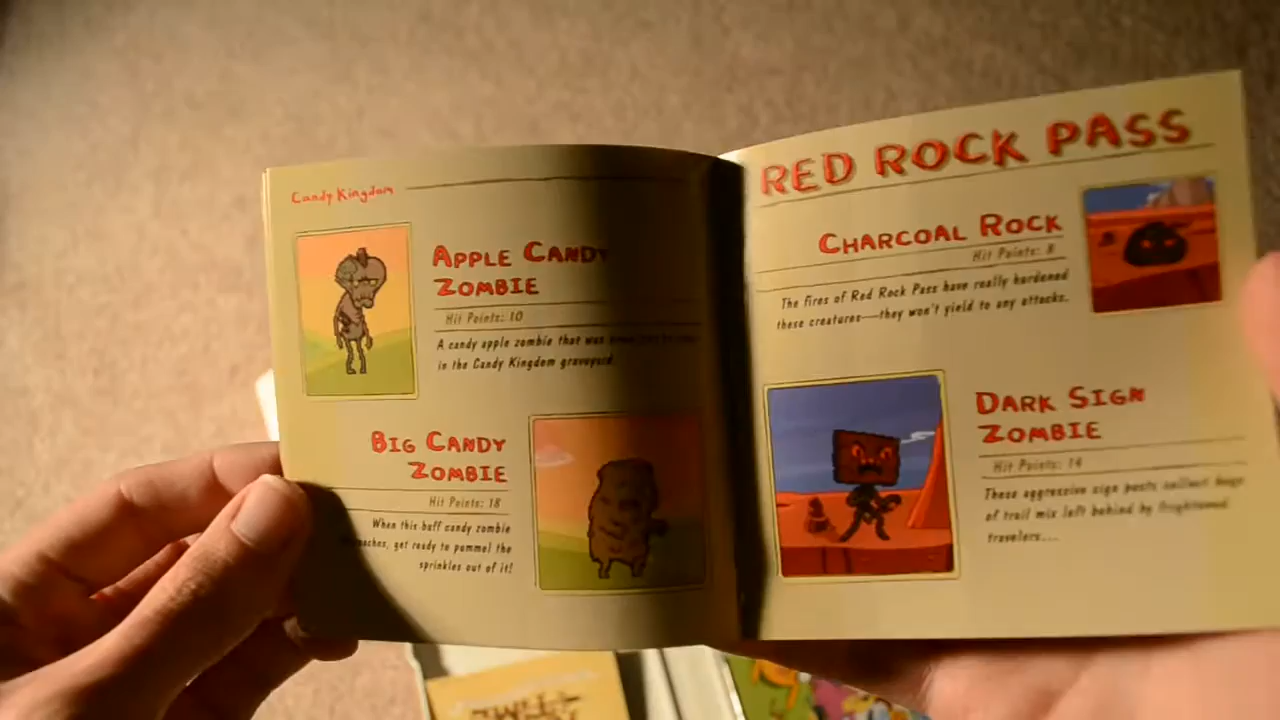 Candy Kingdom
APPLE CANDY
ZOMBIE
Hit Points: 10
A candy apple zombie that was
in the Candy Kingdom graveyard
BIG CANDY
ZOMBIE
Hit Points: 18
When this buff candy zombie
get ready to pummel the
sprinkles out of it!
RED ROCK PASS
CHARCOAL ROCK
Hit Points: 8
The fires of Red Rock Pass have really hardened
these creatures—they won't yield to any attacks.
DARK SIGN
ZOMBIE
Hit Points: 14
These aggressive sign posts collect bags
of trail mix left behind by frightened
travelers...